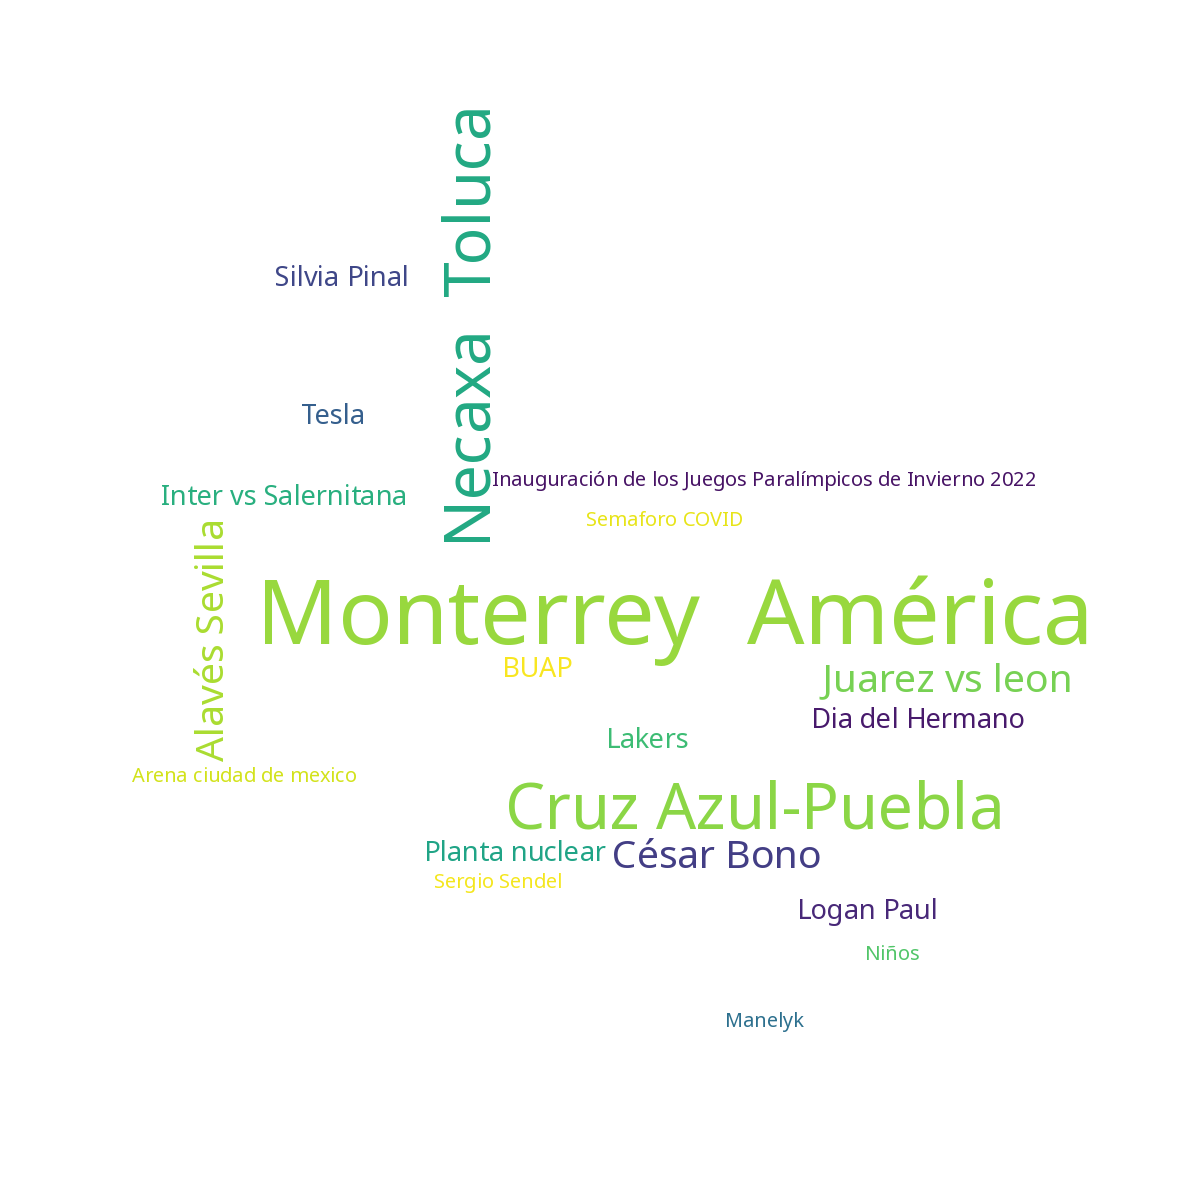 Necaxa  Toluca
Silvia Pinal
Tesla
Inauguración de los Juegos Paralímpicos de Invierno 2022
Inter vs Salernitana
Semaforo COVID
Alavés Sevilla
Monterrey  América
BUAP
Juarez vs leon
Dia del Hermano
Lakers
Arena ciudad de mexico
Cruz Azul-Puebla
Planta nuclear
César Bono
Sergio Sendel
Logan Paul
Niños
Manelyk